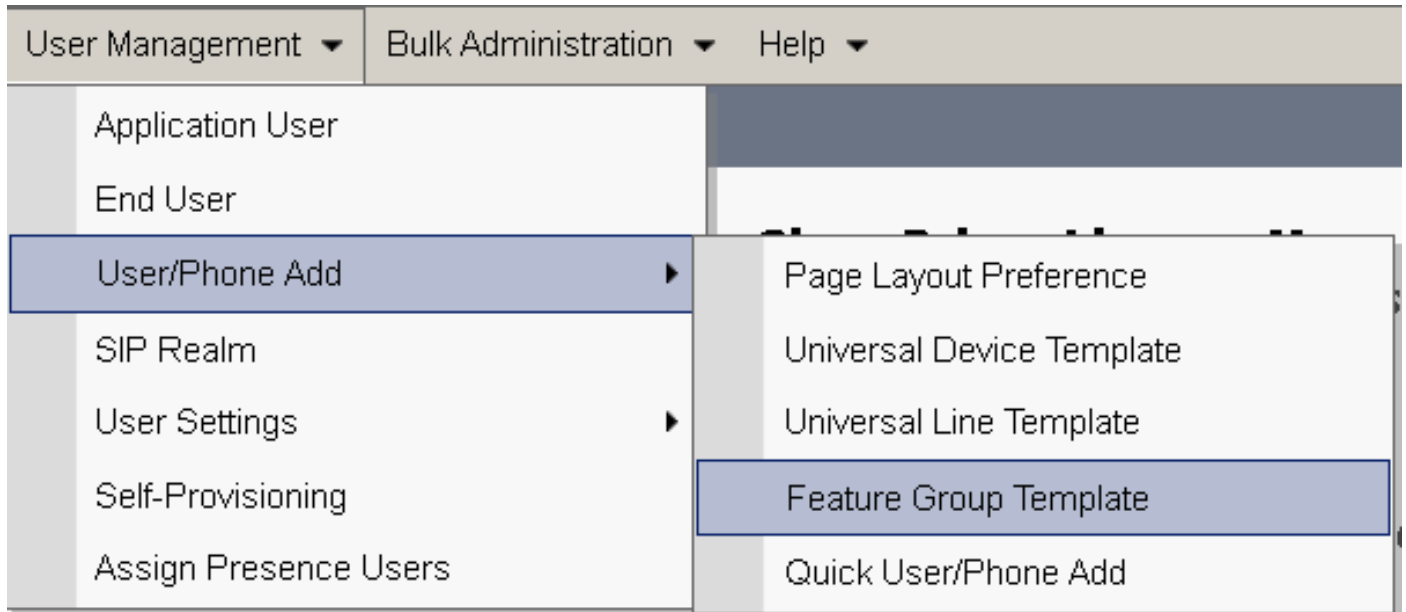 User Management
Bulk Administration
Help
Application User
End User
User/Phone Add
SIP Realm
User Settings
Self-Provisioning
Assign Presence Users
Page Layout Preference
Universal Device Template
Universal Line Template
Feature Group Template
Quick User/Phone Add